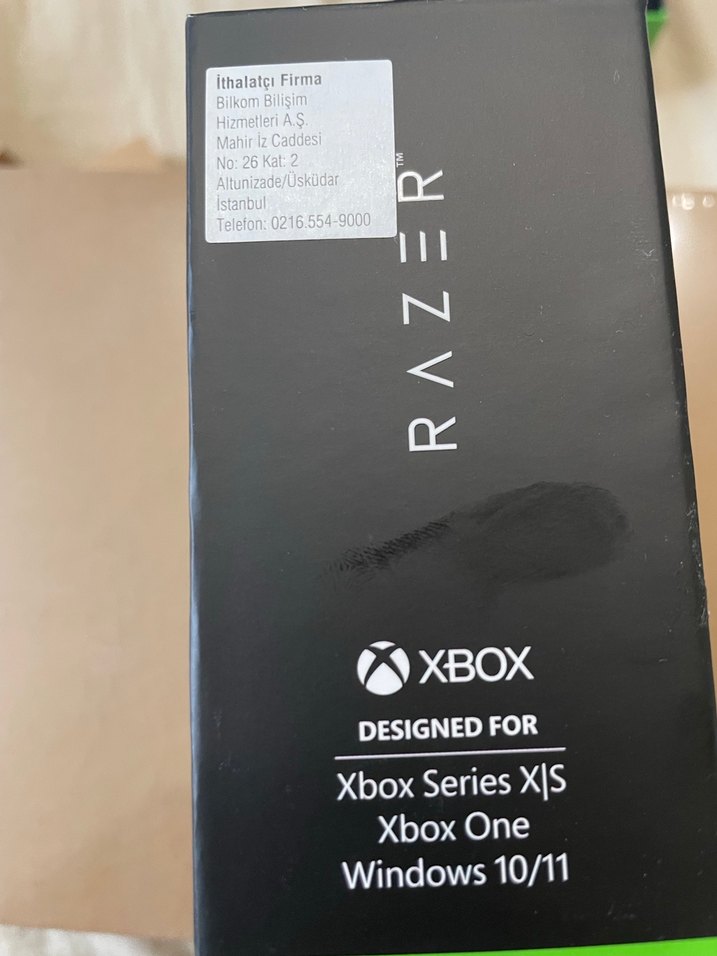 İthalatçı Firma
Bilkom Bilişim
Hizmetleri A.Ş.
Mahir İz Caddesi
No: 26 Kat: 2
Altunizade/Üsküdar
İstanbul
Telefon: 0216.554-9000
RAZER™
XBOX
DESIGNED FOR
Xbox Series X|S
Xbox One
Windows 10/11